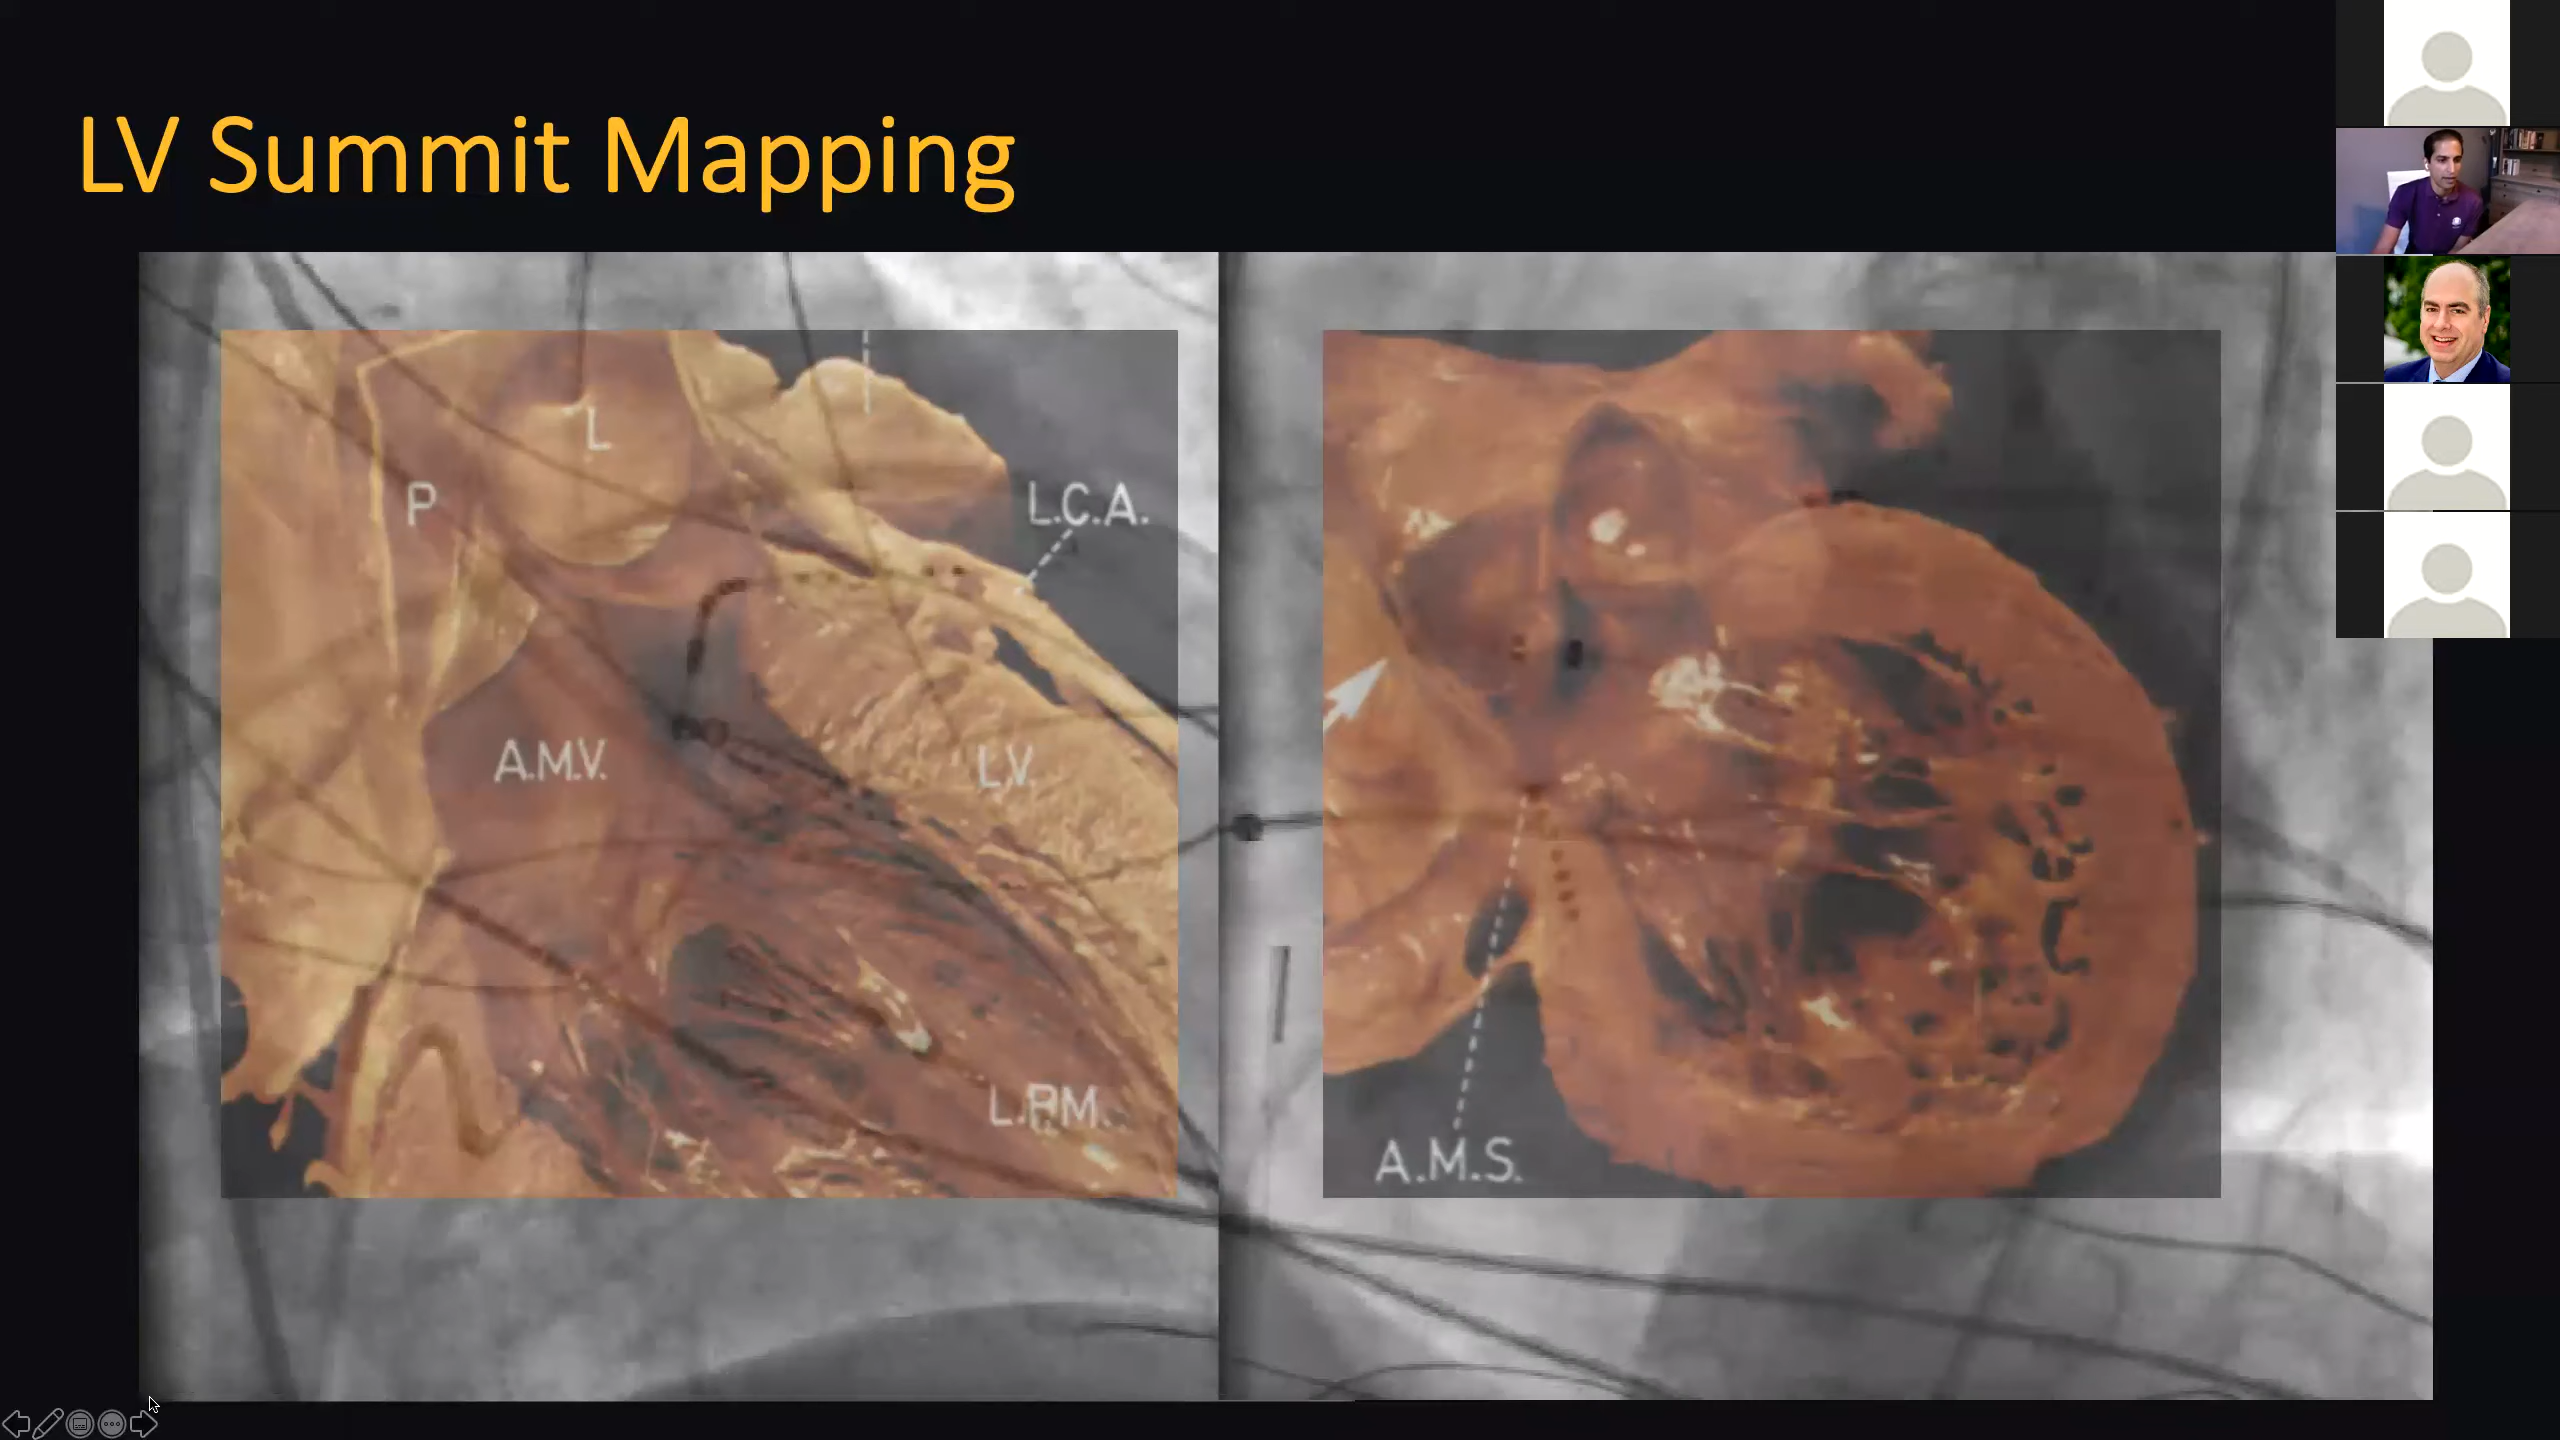 LV Summit Mapping
L
P
L.C.A.
A.M.V.
L.V.
L.P.M.
A.M.S.